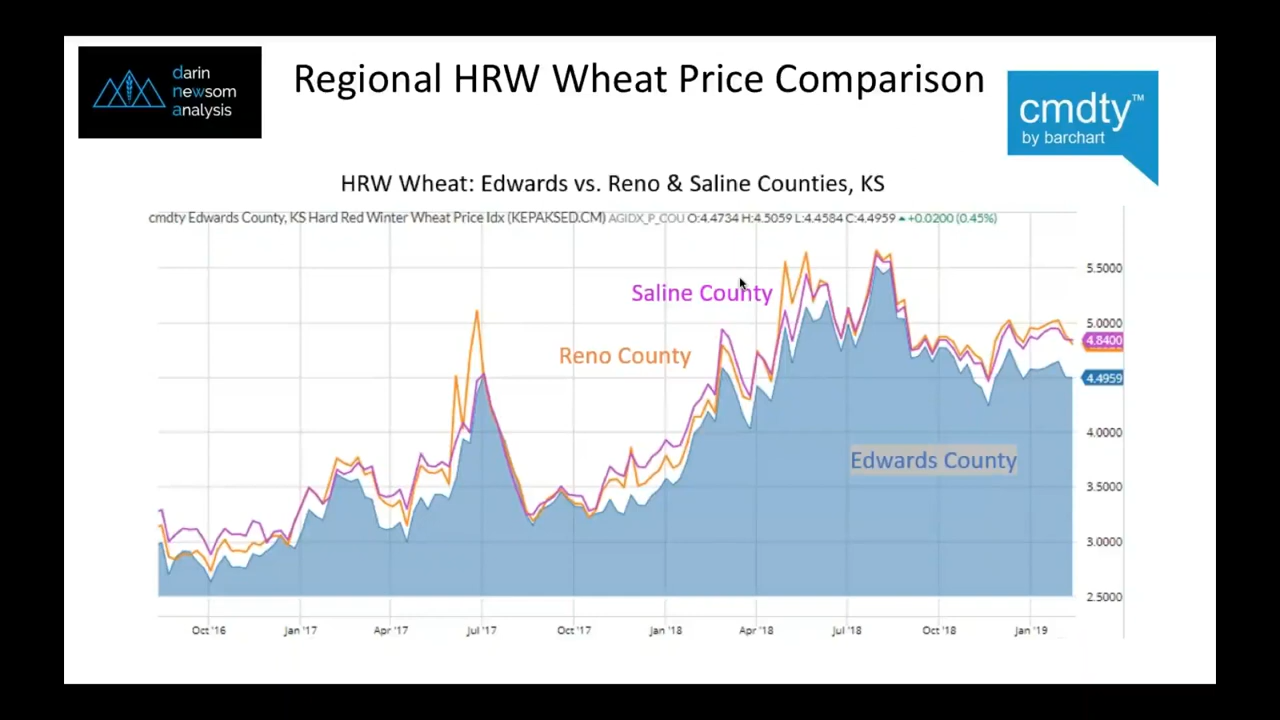 darin
newsom
analysis
Regional HRW Wheat Price Comparison
cmdty™
by barchart
HRW Wheat: Edwards vs. Reno & Saline Counties, KS
cmdty Edwards County, KS Hard Red Winter Wheat Price Idx (KEPAKSED.CM) AGIDX_P_COU O:4.4734 H:4.5059 L:4.4584 C:4.4959 +0.0200 (0.45%)
5.5000
Saline County
5.0000
4.8400
Reno County
4.4959
4.0000
Edwards County
3.5000
3.0000
2.5000
Oct '16 Jan '17 Apr '17 Jul '17 Oct '17 Jan '18 Apr '18 Jul '18 Oct '18 Jan '19